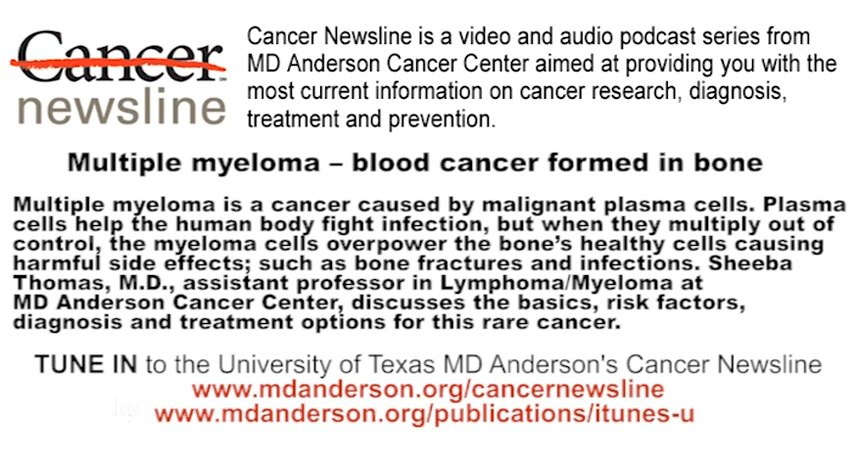 Cancer
newsline
Cancer Newsline is a video and audio podcast series from
MD Anderson Cancer Center aimed at providing you with the
most current information on cancer research, diagnosis,
treatment and prevention.
Multiple myeloma – blood cancer formed in bone
Multiple myeloma is a cancer caused by malignant plasma cells. Plasma
cells help the human body fight infection, but when they multiply out of
control, the myeloma cells overpower the bone's healthy cells causing
harmful side effects; such as bone fractures and infections. Sheeba
Thomas, M.D., assistant professor in Lymphoma/Myeloma at
MD Anderson Cancer Center, discusses the basics, risk factors,
diagnosis and treatment options for this rare cancer.
TUNE IN to the University of Texas MD Anderson's Cancer Newsline
www.mdanderson.org/cancernewsline
www.mdanderson.org/publications/itunes-u